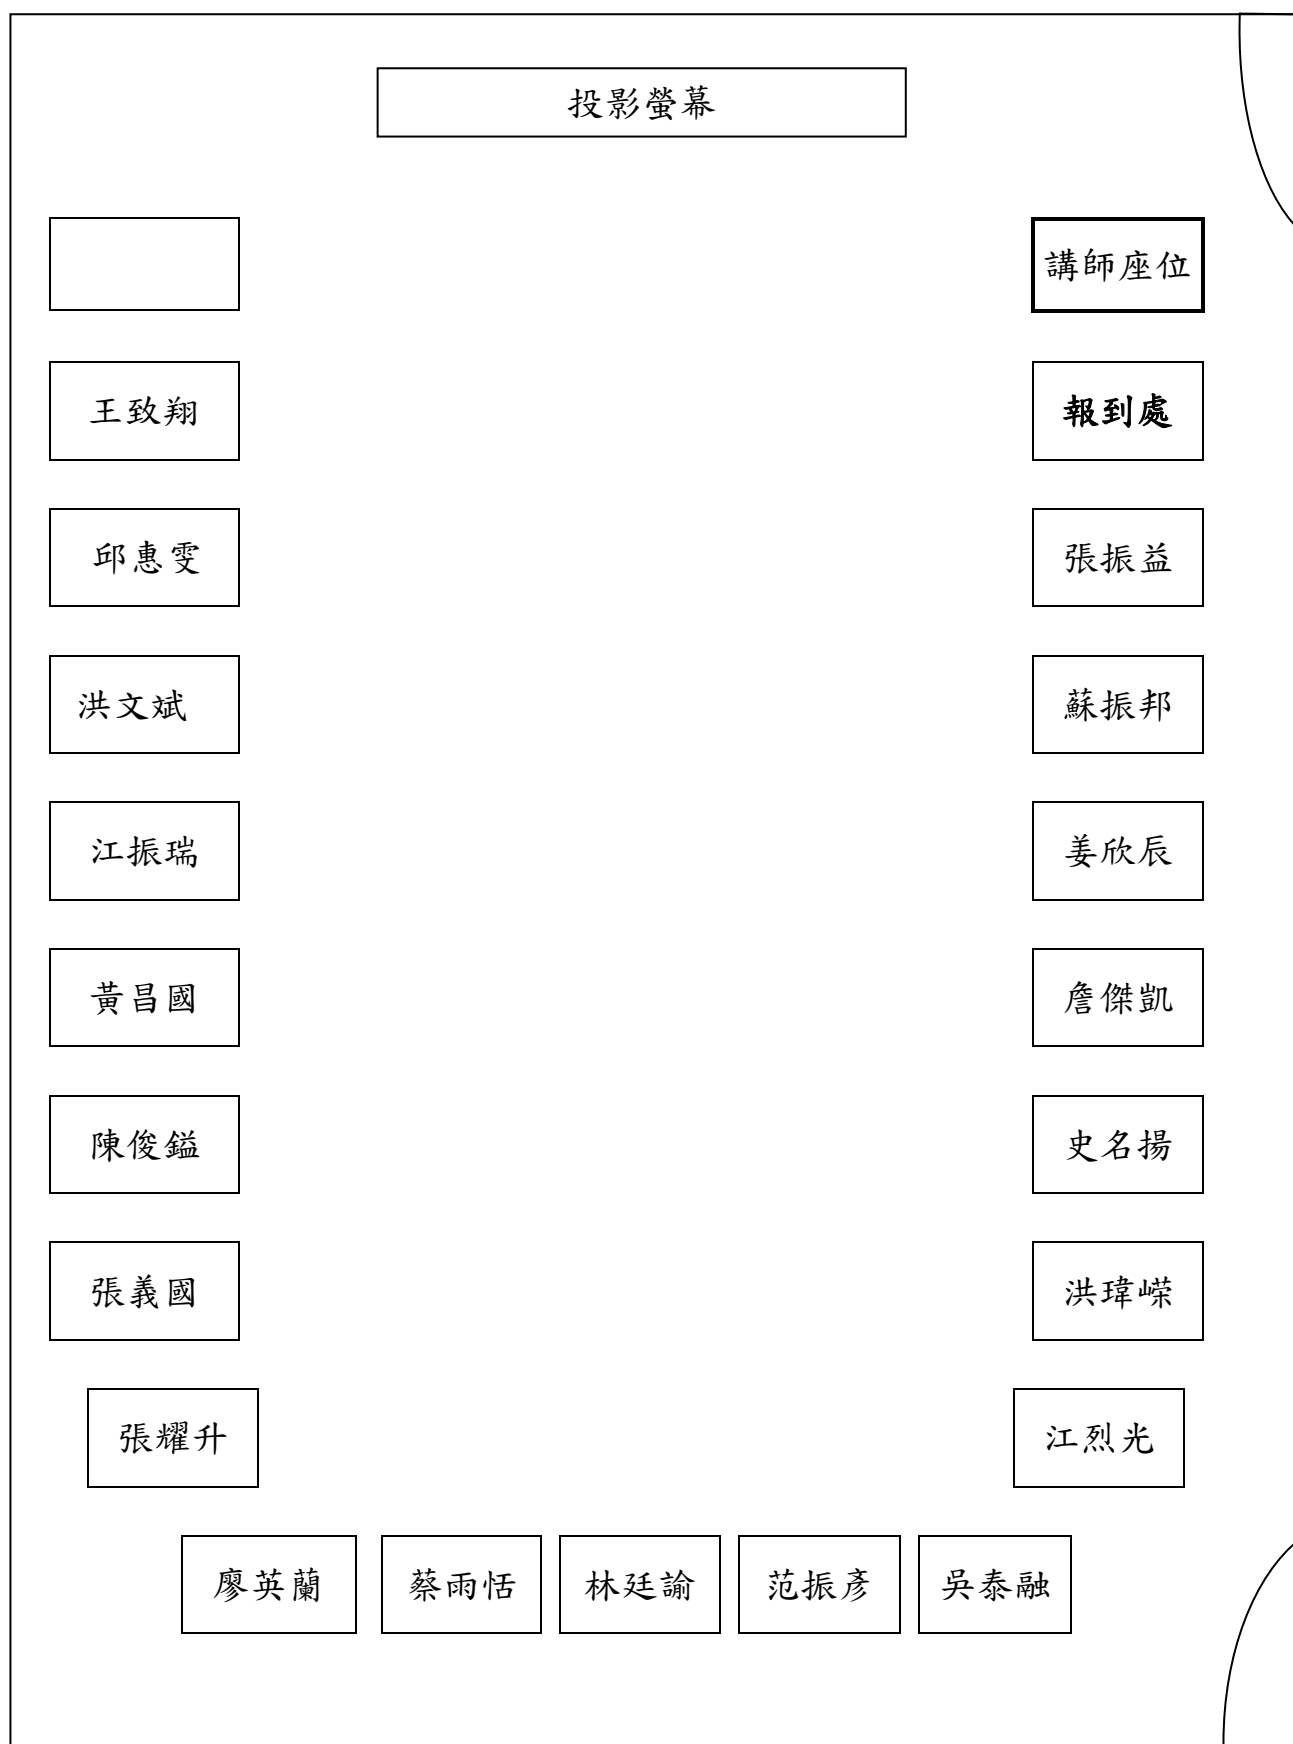 投影螢幕
講師座位
王致翔 報到處
邱惠雯 張振益
洪文斌 蘇振邦
江振瑞 姜欣辰
黃昌國 詹傑凱
陳俊鎰 史名揚
張義國 洪瑋嶸
張耀升 江烈光
廖英蘭 蔡雨恬 林廷諭 范振彥 吳泰融